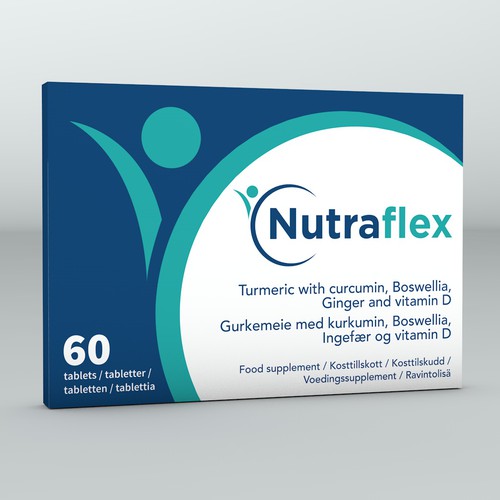 Nutraflex
Turmeric with curcumin, Boswellia,
Ginger and vitamin D
Gurkemeie med kurkumin, Boswellia,
Ingefær og vitamin D
Food supplement / Kosttillskott / Kosttilskudd /
Voedingssupplement / Ravintolisä
60
tablets / tabletter /
tabletten / tablettia